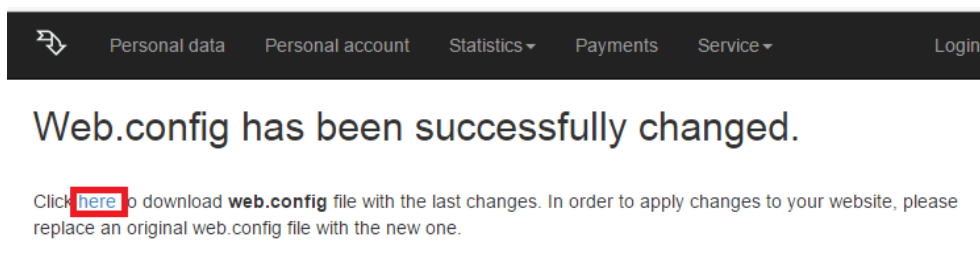 Personal data Personal account Statistics Payments Service Login
Web.config has been successfully changed.
Click here to download web.config file with the last changes. In order to apply changes to your website, please
replace an original web.config file with the new one.